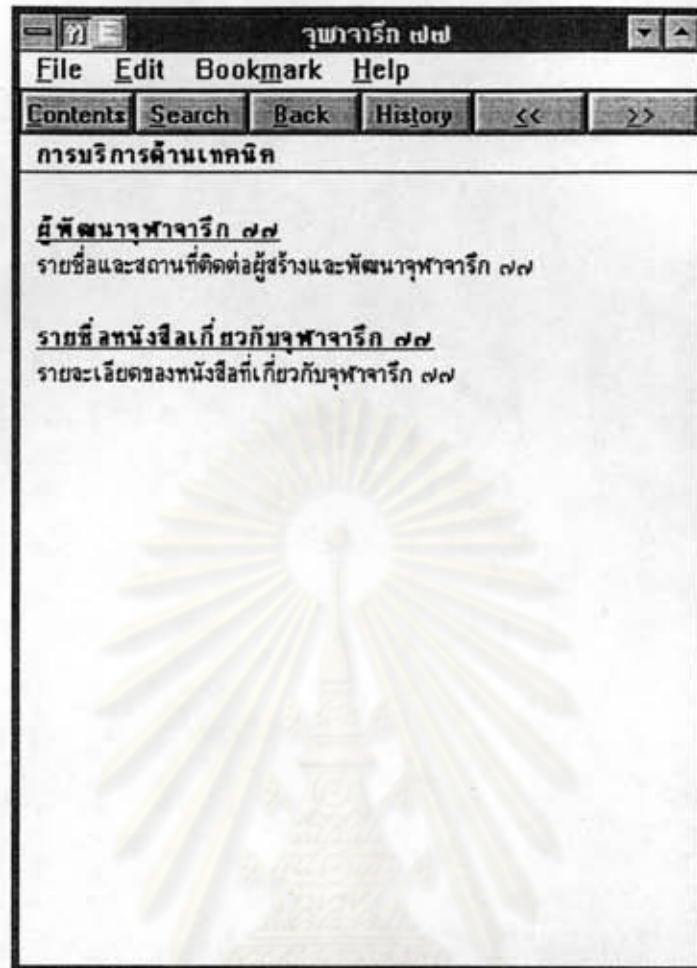 ก E จุฬาจารึก ๗๗
File Edit Bookmark Help
Contents Search Back History << >>
การบริการด้านเทคนิค
ผู้พัฒนาจุฬาจารึก ๗๗
รายชื่อและสถานที่ติดต่อผู้สร้างและพัฒนาจุฬาจารึก ๗๗
รายชื่อหนังสือเกี่ยวกับจุฬาจารึก ๗๗
รายละเอียดของหนังสือที่เกี่ยวกับจุฬาจารึก ๗๗